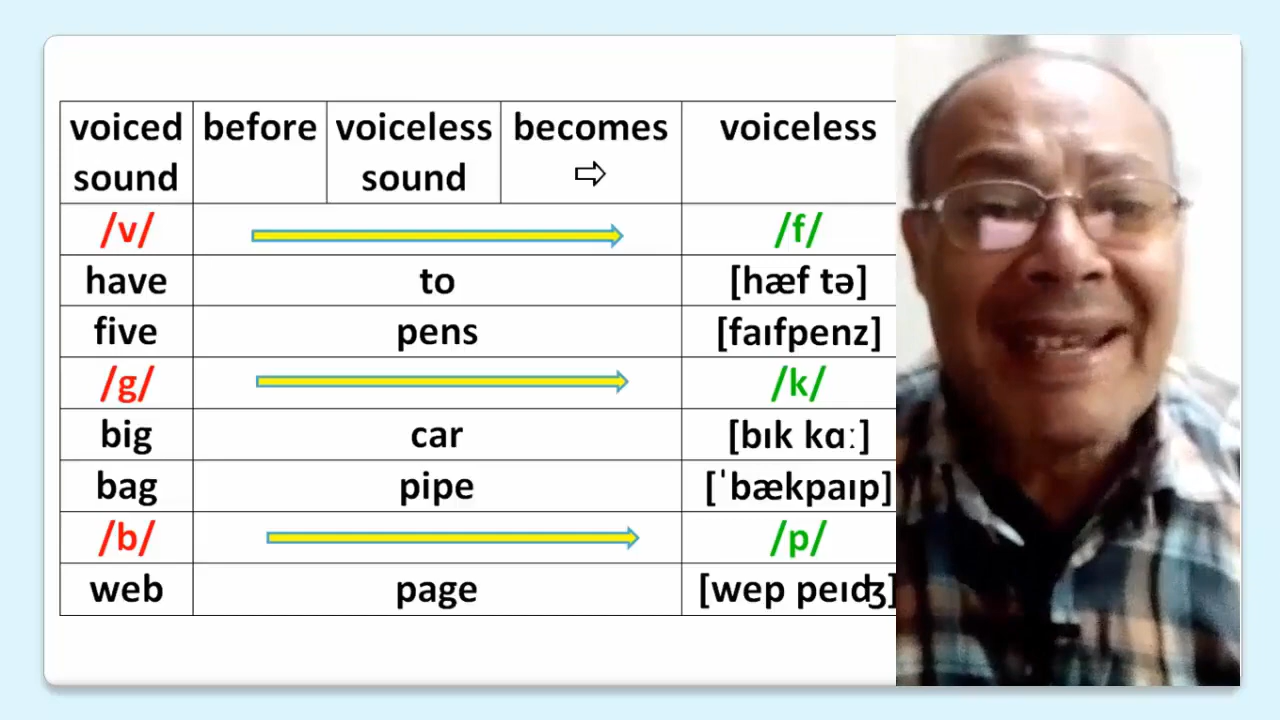 voiced before voiceless becomes voiceless
sound sound ⇨
/v/ /f/
have to [hæf tə]
five pens [faɪfpenz]
/g/ /k/
big car [bɪk kɑː]
bag pipe [ˈbækpaɪp]
/b/ /p/
web page [wep peɪʤ]